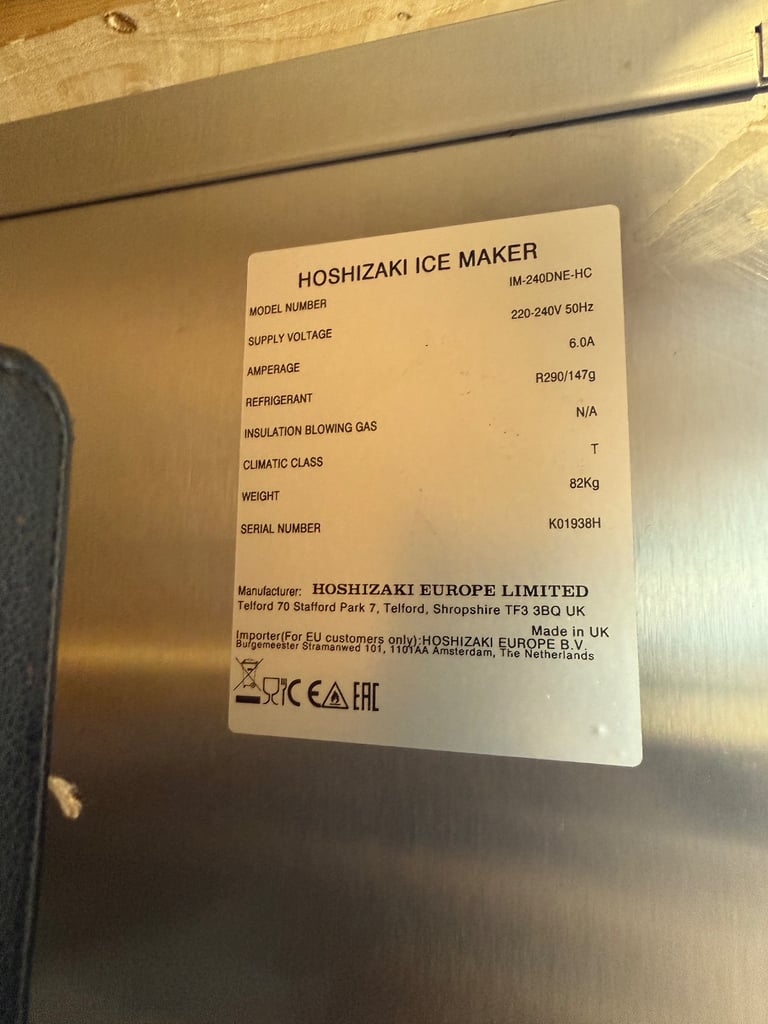 HOSHIZAKI ICE MAKER
MODEL NUMBER IM-240DNE-HC
SUPPLY VOLTAGE 220-240V 50Hz
AMPERAGE 6.0A
REFRIGERANT R290/147g
INSULATION BLOWING GAS N/A
CLIMATIC CLASS T
WEIGHT 82Kg
SERIAL NUMBER K01938H
Manufacturer: HOSHIZAKI EUROPE LIMITED
Telford 70 Stafford Park 7, Telford, Shropshire TF3 3BQ UK
Made in UK
Importer(For EU customers only):HOSHIZAKI EUROPE B.V.
Burgemeester Stramanwed 101, 1101AA Amsterdam, The Netherlands
CE EAC